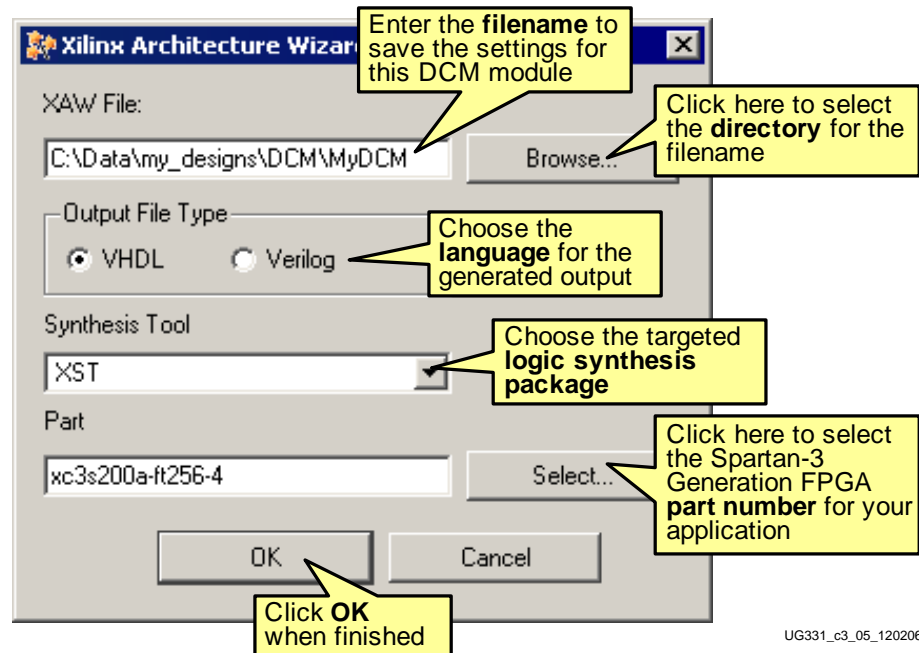 Enter the filename to
save the settings for
this DCM module
Xilinx Architecture Wizar
XAW File:
C:\Data\my_designs\DCM\MyDCM
Browse...
Click here to select
the directory for the
filename
Output File Type
VHDL
Verilog
Choose the
language for the
generated output
Synthesis Tool
XST
Choose the targeted
logic synthesis
package
Part
xc3s200a-ft256-4
Select...
Click here to select
the Spartan-3
Generation FPGA
part number for your
application
OK
Cancel
Click OK
when finished
UG331_c3_05_120206